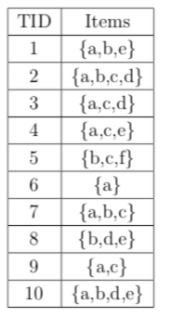 TID Items
1 {a,b,e}
2 {a,b,c,d}
3 {a,c,d}
4 {a,c,e}
5 {b,c,f}
6 {a}
7 {a,b,c}
8 {b,d,e}
9 {a,c}
10 {a,b,d,e}